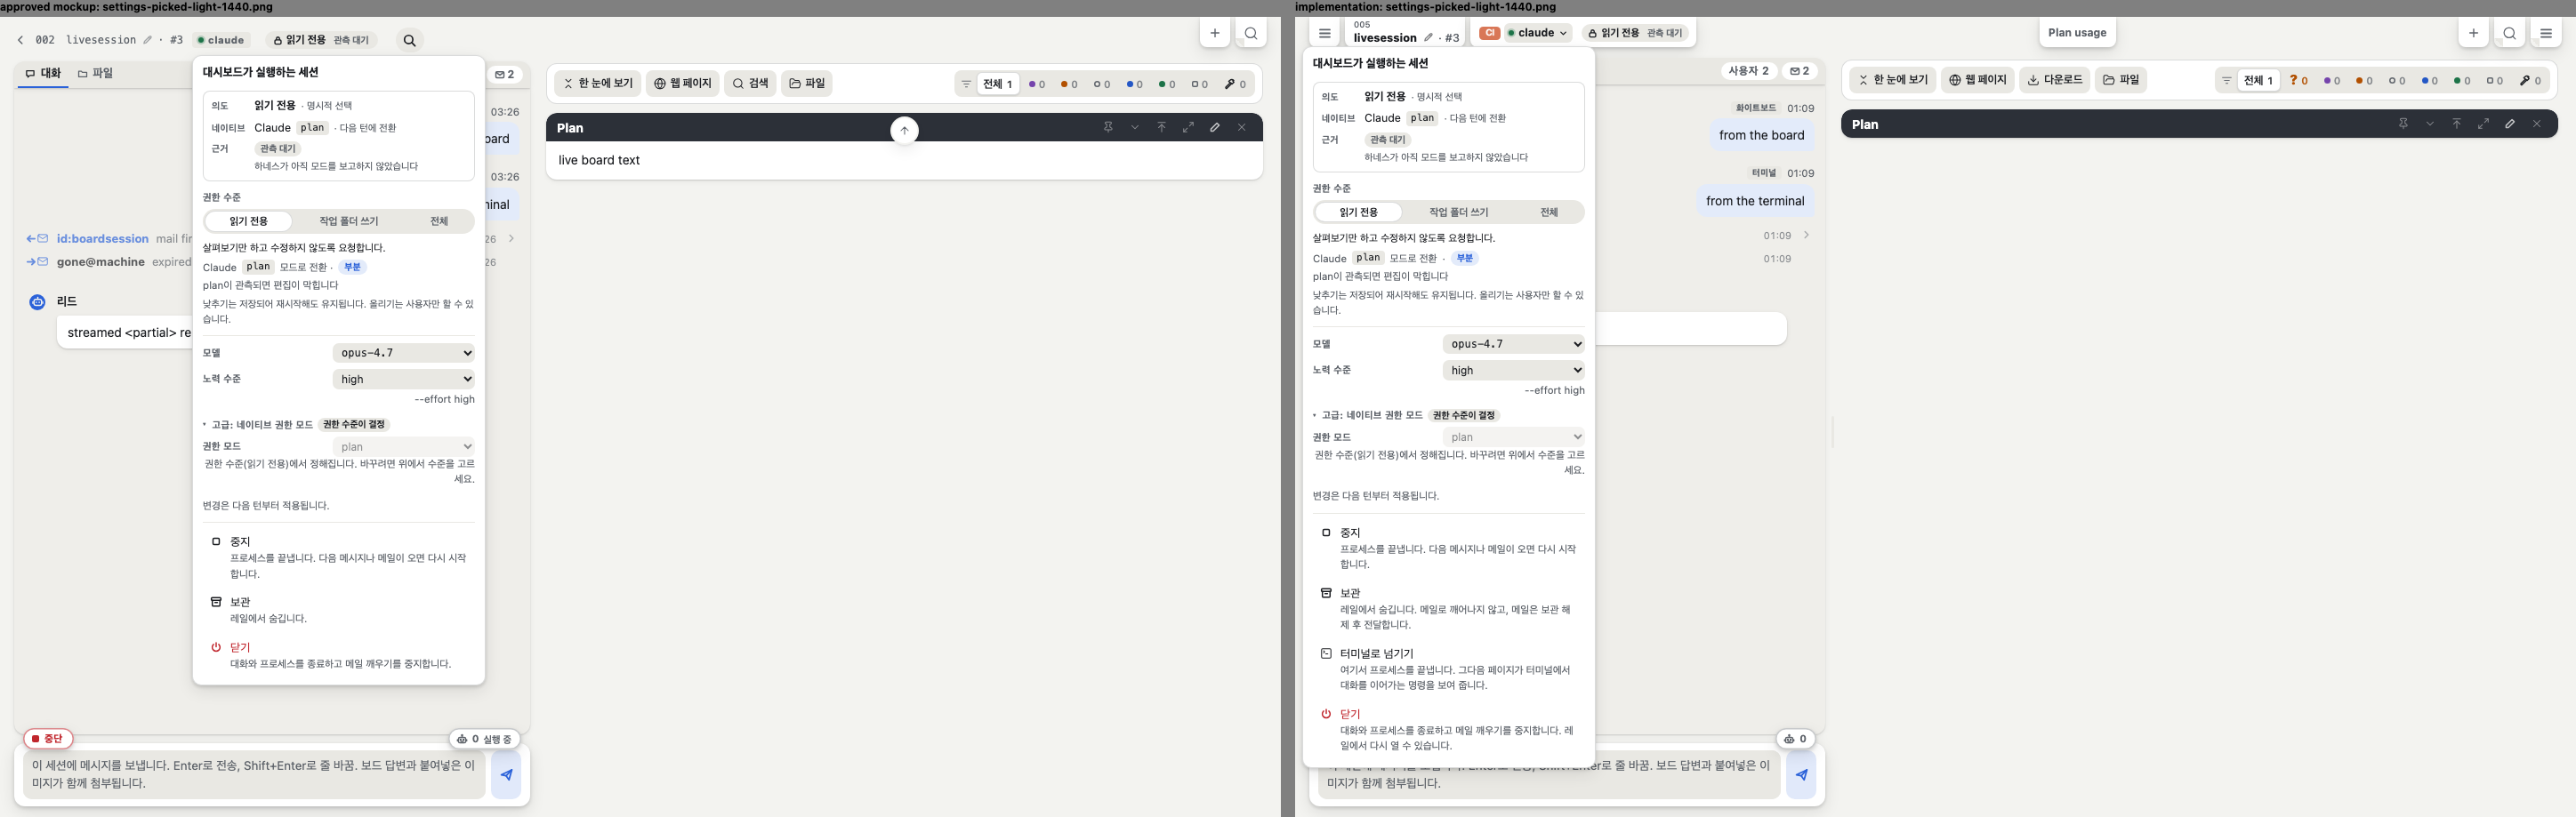 approved mockup: settings-picked-light-1440.png
002 livesession · #3 claude 읽기 전용 관측 대기
대화 파일 2
대시보드가 실행하는 세션
의도 읽기 전용 · 명시적 선택
네이티브 Claude plan · 다음 턴에 전환
근거 관측 대기
하네스가 아직 모드를 보고하지 않았습니다
권한 수준
읽기 전용 작업 폴더 쓰기 전체
살펴보기만 하고 수정하지 않도록 요청합니다.
Claude plan 모드로 전환 · 부분
plan이 관측되면 편집이 막힙니다
낮추기는 저장되어 재시작해도 유지됩니다. 올리기는 사용자만 할 수 있
습니다.
모델 opus-4.7
노력 수준 high
--effort high
고급: 네이티브 권한 모드 권한 수준이 결정
권한 모드 plan
권한 수준(읽기 전용)에서 정해집니다. 바꾸려면 위에서 수준을 고르
세요.
변경은 다음 턴부터 적용됩니다.
중지
프로세스를 끝냅니다. 다음 메시지나 메일이 오면 다시 시작
합니다.
보관
레일에서 숨깁니다.
닫기
대화와 프로세스를 종료하고 메일 깨우기를 중지합니다.
03:26
oard
03:26
ninal
id:boardsession mail fir 26
gone@machine expired 26
리드
streamed <partial> re
중단 0 실행 중
이 세션에 메시지를 보냅니다. Enter로 전송, Shift+Enter로 줄 바꿈. 보드 답변과 붙여넣은 이
미지가 함께 첨부됩니다.
한 눈에 보기 웹 페이지 검색 파일 전체 1 0 0 0 0 0 0 0
Plan
live board text
implementation: settings-picked-light-1440.png
005
livesession · #3 Cl claude 읽기 전용 관측 대기 Plan usage
대시보드가 실행하는 세션
의도 읽기 전용 · 명시적 선택
네이티브 Claude plan · 다음 턴에 전환
근거 관측 대기
하네스가 아직 모드를 보고하지 않았습니다
권한 수준
읽기 전용 작업 폴더 쓰기 전체
살펴보기만 하고 수정하지 않도록 요청합니다.
Claude plan 모드로 전환 · 부분
plan이 관측되면 편집이 막힙니다
낮추기는 저장되어 재시작해도 유지됩니다. 올리기는 사용자만 할 수 있
습니다.
모델 opus-4.7
노력 수준 high
--effort high
고급: 네이티브 권한 모드 권한 수준이 결정
권한 모드 plan
권한 수준(읽기 전용)에서 정해집니다. 바꾸려면 위에서 수준을 고르
세요.
변경은 다음 턴부터 적용됩니다.
중지
프로세스를 끝냅니다. 다음 메시지나 메일이 오면 다시 시작
합니다.
보관
레일에서 숨깁니다. 메일로 깨어나지 않고, 메일은 보관 해
제 후 전달합니다.
터미널로 넘기기
여기서 프로세스를 끝냅니다. 그다음 페이지가 터미널에서
대화를 이어가는 명령을 보여 줍니다.
닫기
대화와 프로세스를 종료하고 메일 깨우기를 중지합니다. 레
일에서 다시 열 수 있습니다.
사용자 2 2
화이트보드 01:09
from the board
터미널 01:09
from the terminal
01:09
01:09
0
로 줄 바꿈. 보드 답변과 붙여넣은 이
미지가 함께 첨부됩니다.
한 눈에 보기 웹 페이지 다운로드 파일 전체 1 ? 0 0 0 0 0 0 0 0
Plan